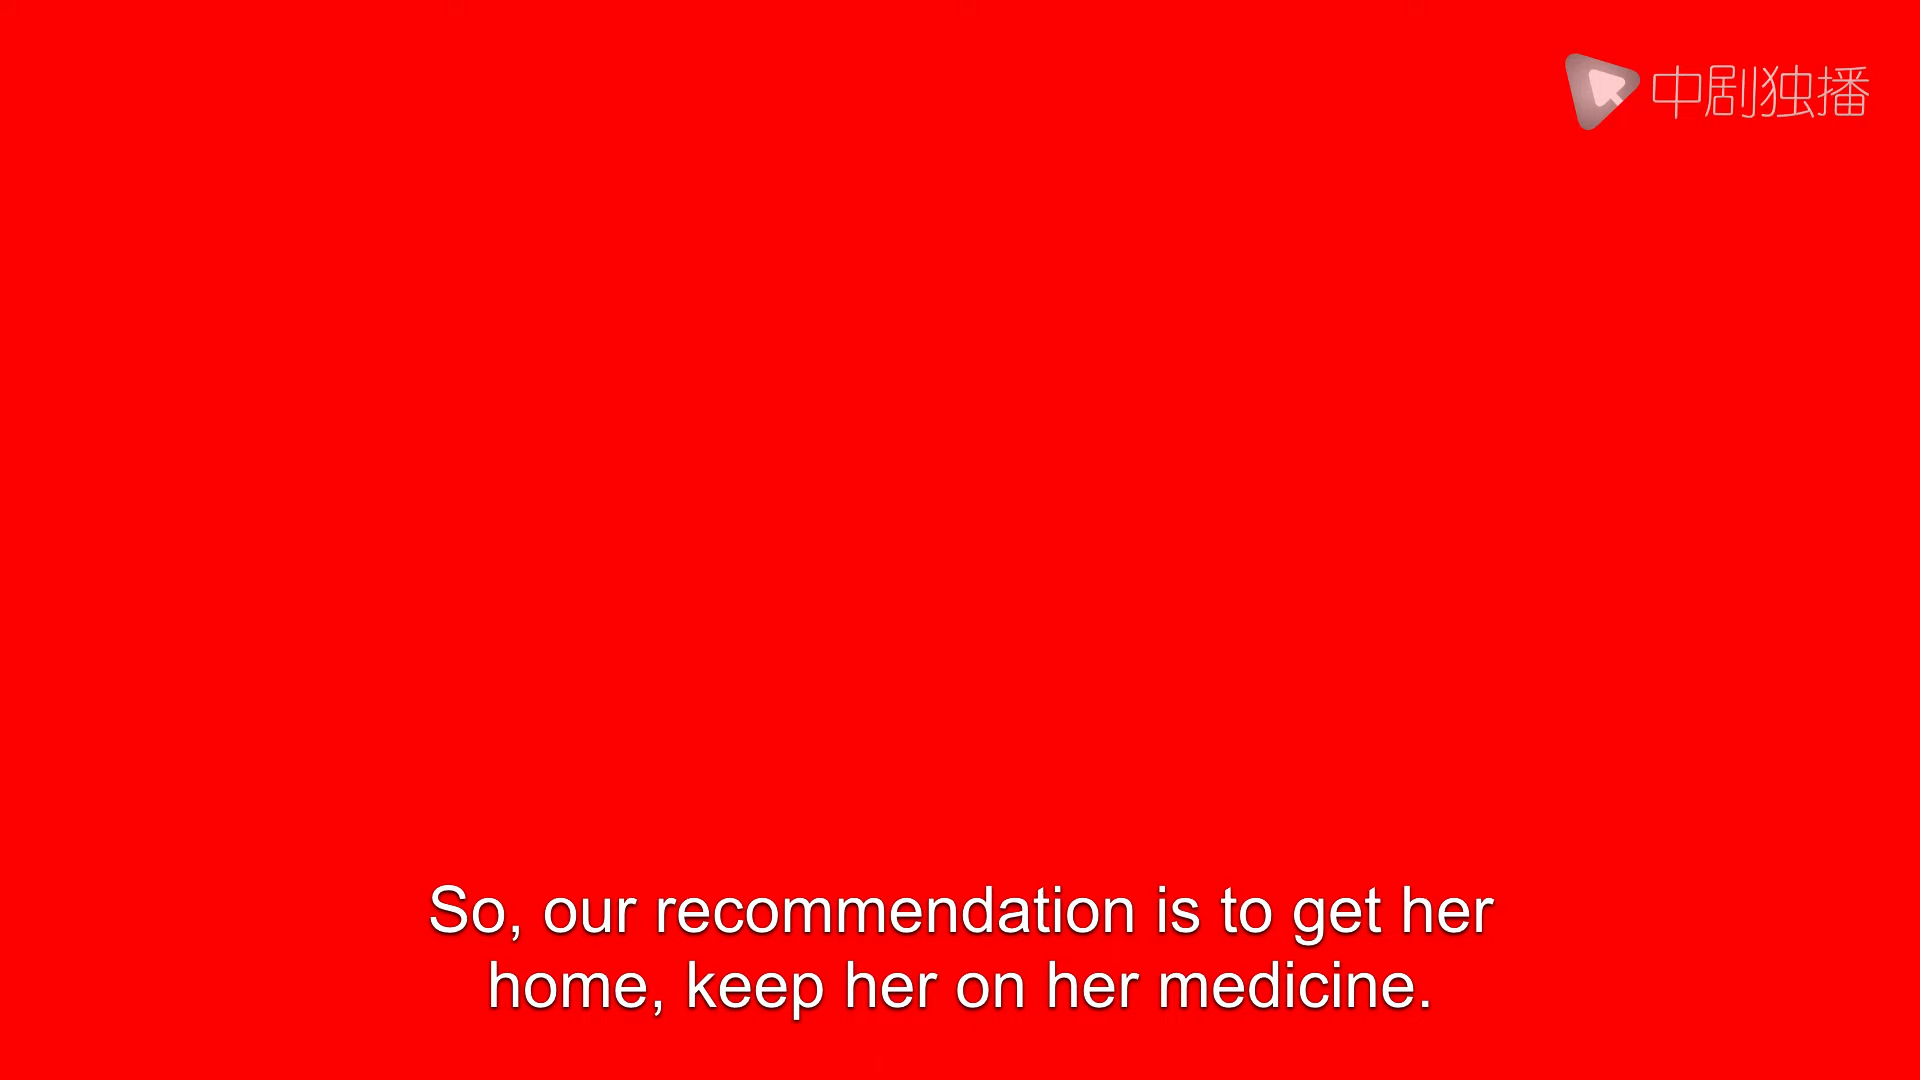 中剧独播
So, our recommendation is to get her
home, keep her on her medicine.